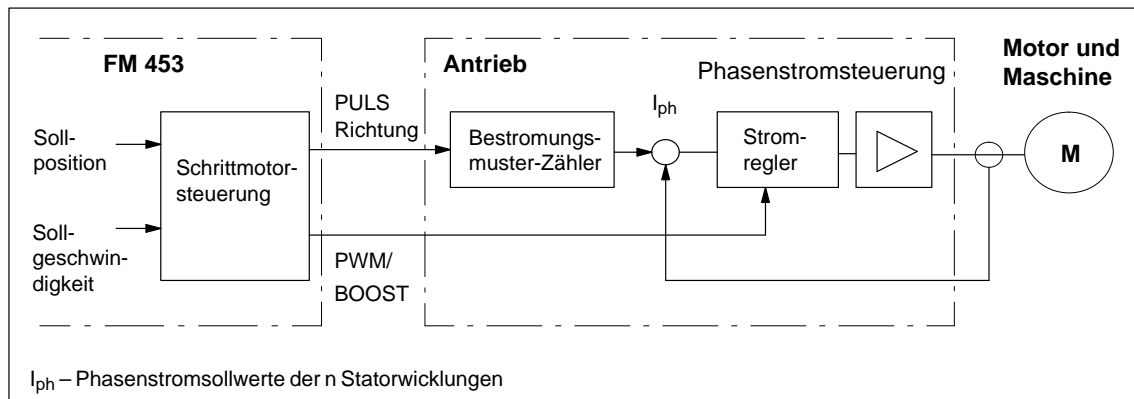 FM 453
Soll-
position
Soll-
geschwin-
digkeit
Schrittmotor-
steuerung
PULS
Richtung
PWM/
BOOST
Antrieb
Phasenstromsteuerung
Bestromungs-
muster-Zähler
Iph
Strom-
regler
Motor und
Maschine
M
Iph – Phasenstromsollwerte der n Statorwicklungen